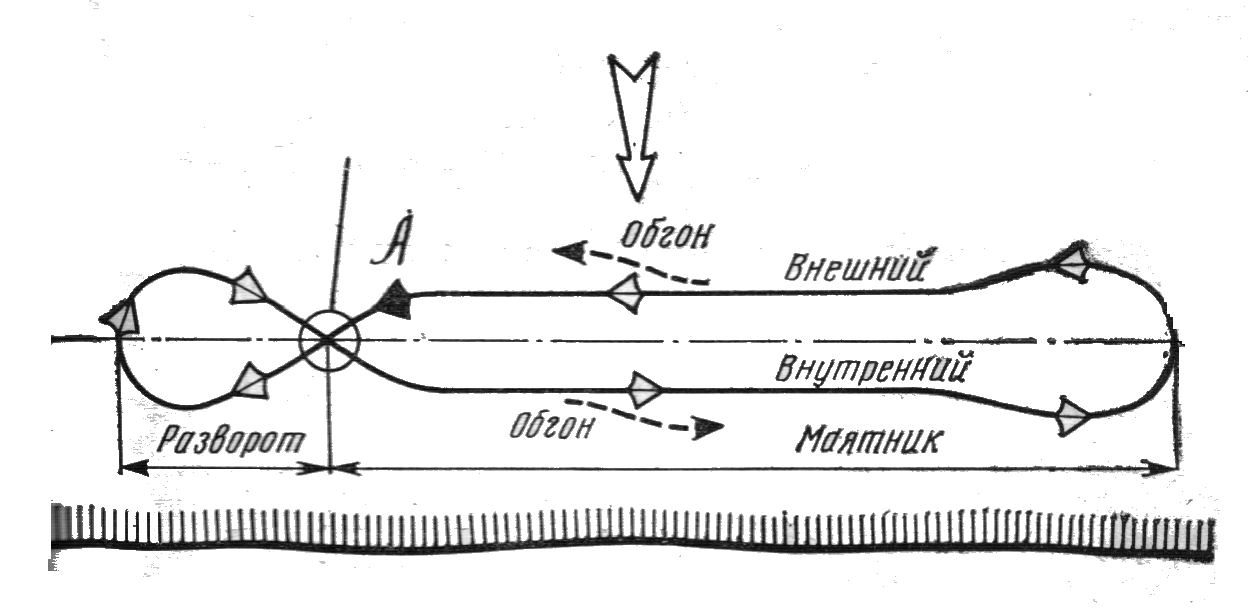 А
Обгон
Внешний
Внутренний
Обгон
Разворот
Маятник